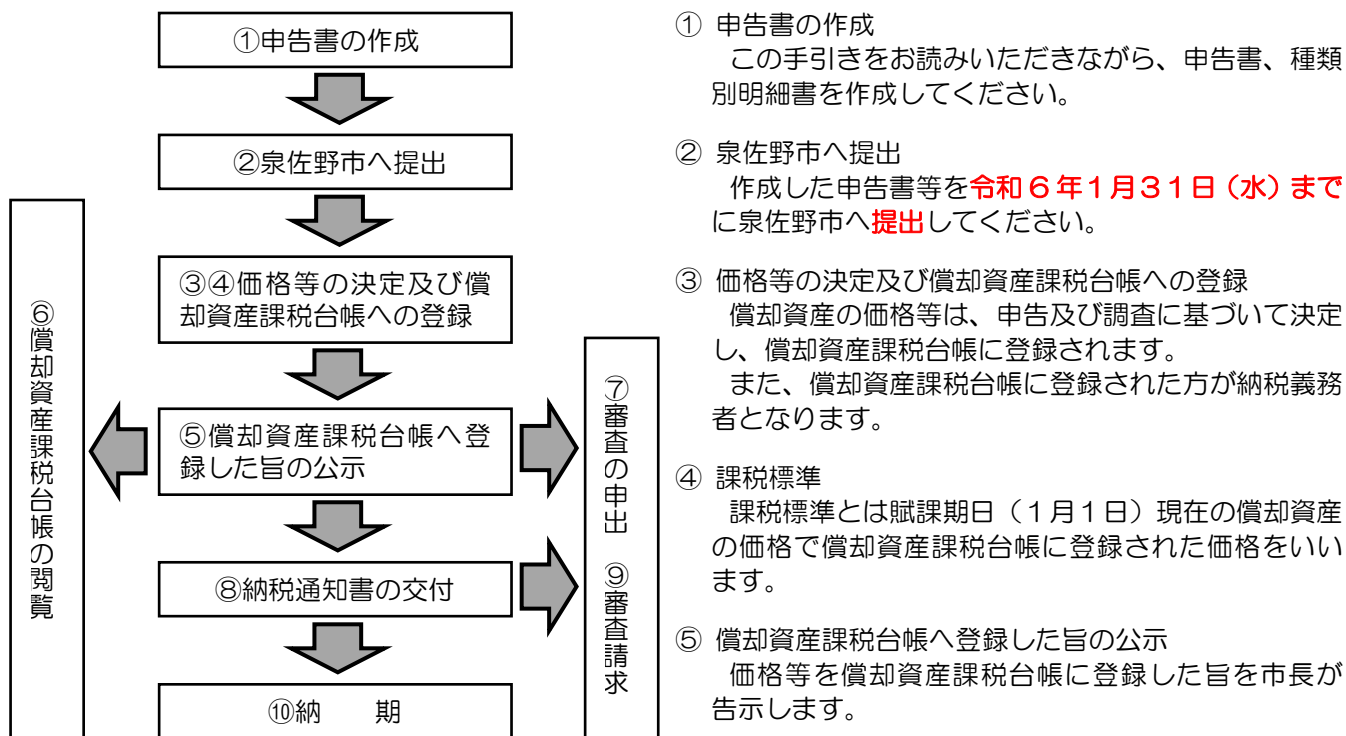 ①申告書の作成
②泉佐野市へ提出
③④価格等の決定及び償
却資産課税台帳への登録
⑤償却資産課税台帳へ登
録した旨の公示
⑧納税通知書の交付
⑩納　　期
⑥償却資産課税台帳の閲覧
⑦審査の申出　⑨審査請求
① 申告書の作成
この手引きをお読みいただきながら、申告書、種類
別明細書を作成してください。
② 泉佐野市へ提出
作成した申告書等を令和６年１月３１日（水）まで
に泉佐野市へ提出してください。
③ 価格等の決定及び償却資産課税台帳への登録
償却資産の価格等は、申告及び調査に基づいて決定
し、償却資産課税台帳に登録されます。
また、償却資産課税台帳に登録された方が納税義務
者となります。
④ 課税標準
課税標準とは賦課期日（１月１日）現在の償却資産
の価格で償却資産課税台帳に登録された価格をいい
ます。
⑤ 償却資産課税台帳へ登録した旨の公示
価格等を償却資産課税台帳に登録した旨を市長が
告示します。